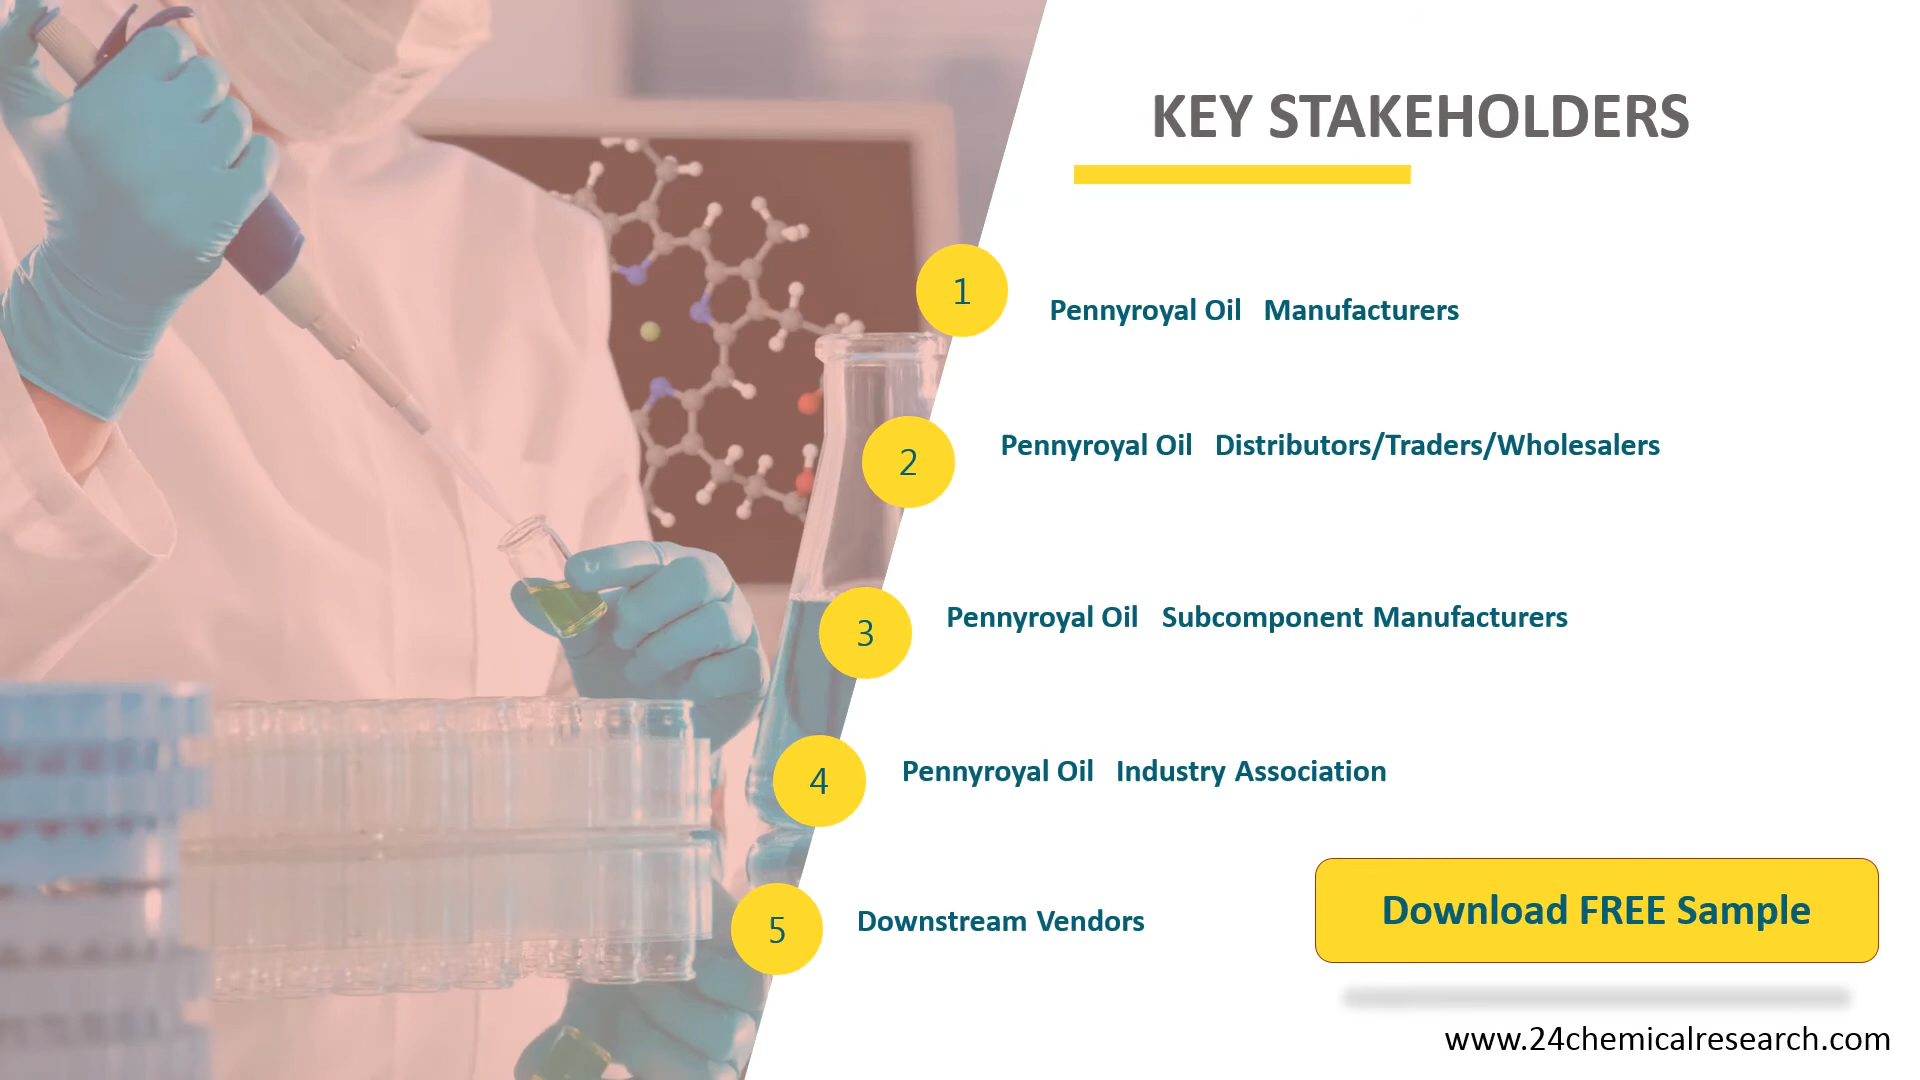 KEY STAKEHOLDERS
1
Pennyroyal Oil Manufacturers
2
Pennyroyal Oil Distributors/Traders/Wholesalers
3
Pennyroyal Oil Subcomponent Manufacturers
4
Pennyroyal Oil Industry Association
5
Downstream Vendors
Download FREE Sample
www.24chemicalresearch.com